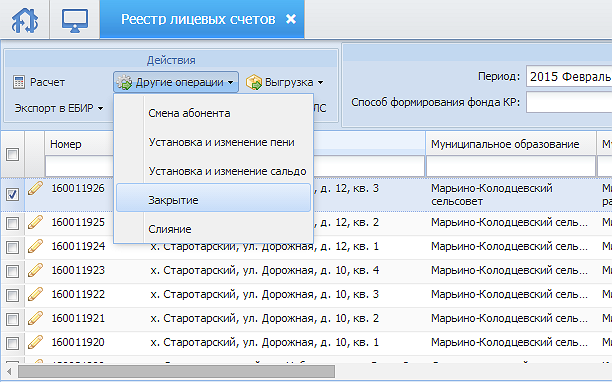 Реестр лицевых счетов
Действия
Расчет
Другие операции
Выгрузка
Экспорт в ЕБИР
ЛС
Период:
2015 Февраль
Способ формирования фонда КР:
Смена абонента
Установка и изменение пени
Установка и изменение сальдо
Закрытие
Слияние
Номер
Муниципальное образование
160011926 д. 12, кв. 3 Марьино-Колодцевский сельсовет
160011925 д. 12, кв. 2 Марьино-Колодцевский сель...
160011924 х. Старотарский, ул. Дорожная, д. 12, кв. 1 Марьино-Колодцевский сель...
160011923 х. Старотарский, ул. Дорожная, д. 10, кв. 4 Марьино-Колодцевский сель...
160011922 х. Старотарский, ул. Дорожная, д. 10, кв. 3 Марьино-Колодцевский сель...
160011921 х. Старотарский, ул. Дорожная, д. 10, кв. 2 Марьино-Колодцевский сель...
160011920 х. Старотарский, ул. Дорожная, д. 10, кв. 1 Марьино-Колодцевский сель...